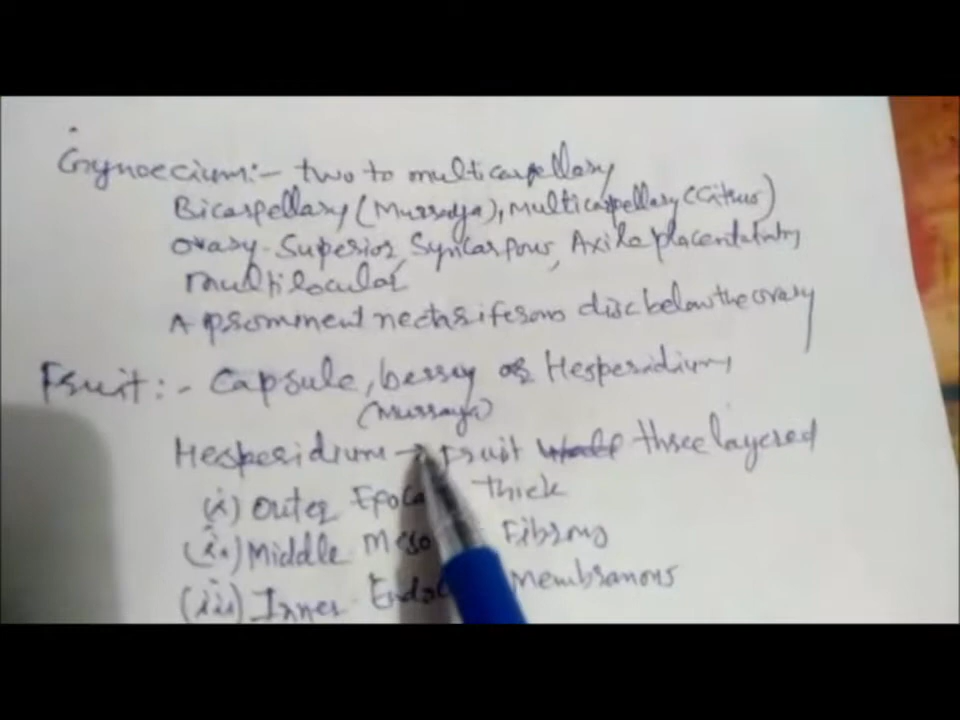 Gynoecium:- two to multicarpellary
Bicarpellary (Murraya), Multicarpellary (Citrus)
Ovary - Superior, Syncarpous, Axile placentation,
multilocular
A prominent nectariferous disc below the ovary
Fruit:- Capsule, berry or Hesperidium,
(Murraya)
Hesperidium → Fruit three layered
(i) Outer Epoca thick
(ii) Middle Meso Fibrous
(iii) Inner Endo Membranous